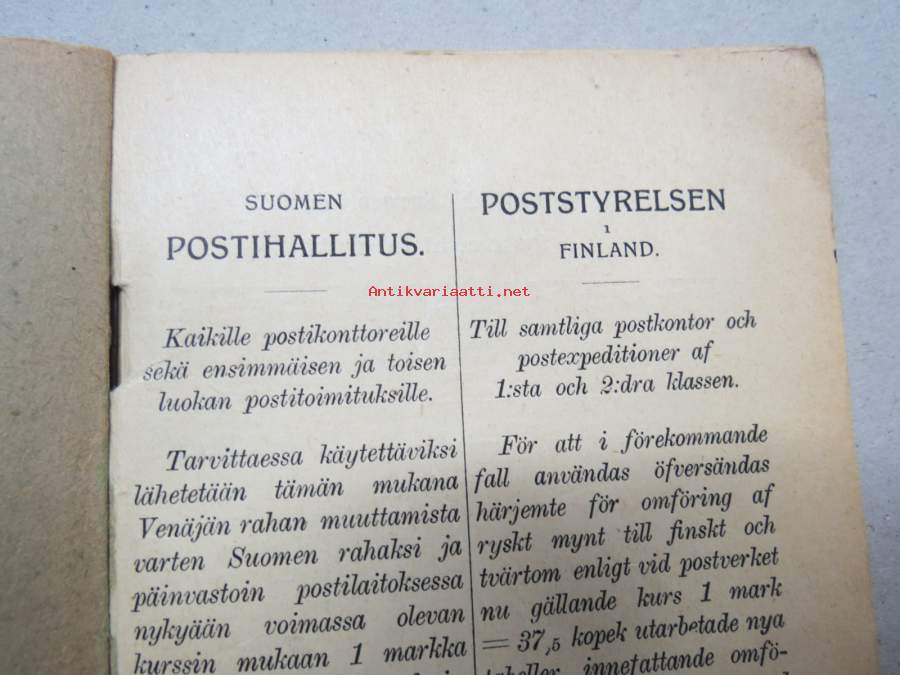 SUOMEN
POSTIHALLITUS.
Kaikille postikonttoreille
sekä ensimmäisen ja toisen
luokan postitoimituksille.
Tarvittaessa käytettäviksi
lähetetään tämän mukana
Venäjän rahan muuttamista
varten Suomen rahaksi ja
päinvastoin postilaitoksessa
nykyään voimassa olevan
kurssin mukaan 1 markka
POSTSTYRELSEN
I
FINLAND.
Till samtliga postkontor och
postexpeditioner af
1:sta och 2:dra klassen.
För att i förekommande
fall användas öfversändas
härjemte för omföring af
ryskt mynt till finskt och
tvärtom enligt vid postverket
nu gällande kurs 1 mark
= 37,5 kopek utarbetade nya
tabeller, innefattande omfö-
Antikvariaatti.net